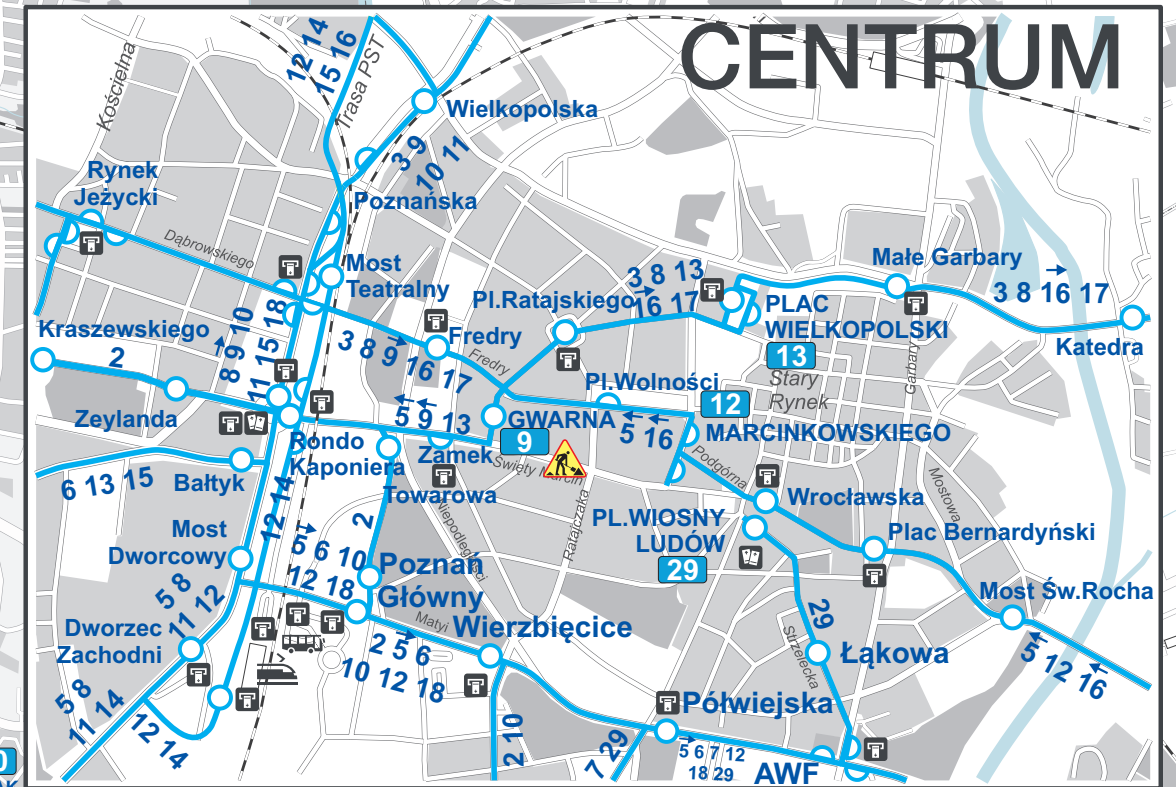 CENTRUM
12 14
15 16
Trasa PST
Kościelna
Wielkopolska
3 9
10 11
Rynek
Jeżycki
Poznańska
Dąbrowskiego
Most
Teatralny
Małe Garbary
3 8 13
→
16 17
3 8 16 17
→
Pl.Ratajskiego
PLAC
WIELKOPOLSKI
13
Katedra
Kraszewskiego
2
8 9 10
→
11 15 18
Fredry
3 8 9 16 17
→
Fredry
Stary
Rynek
Garbary
Pl.Wolności
12
MARCINKOWSKIEGO
Zeylanda
5 9 13
← ←
GWARNA
9
5 16
← ←
Rondo
Kaponiera
Zamek
Święty Marcin
Podgórna
Mostowa
6 13 15
Bałtyk
Towarowa
Wrocławska
12 14
2
Niepodległości
Ratajczaka
PL.WIOSNY
LUDÓW
29
Plac Bernardyński
Most
Dworcowy
5 6 10
→
12 18
Poznań
Główny
Most Św.Rocha
5 8
11 12
Matyi
Wierzbięcice
29
Strzelecka
Łąkowa
5 12 16
← ←
Dworzec
Zachodni
2 5 6
→
10 12 18
5 8
11 14
12 14
2 10
Półwiejska
7 29
5 6 7 12
→
18 29
AWF
0